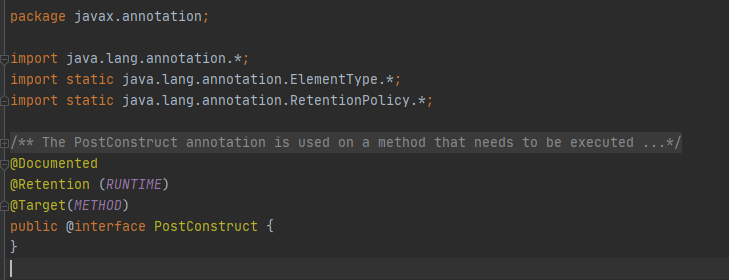 package javax.annotation;
import java.lang.annotation.*;
import static java.lang.annotation.ElementType.*;
import static java.lang.annotation.RetentionPolicy.*;
/** The PostConstruct annotation is used on a method that needs to be executed ...*/
@Documented
@Retention (RUNTIME)
@Target(METHOD)
public @interface PostConstruct {
}